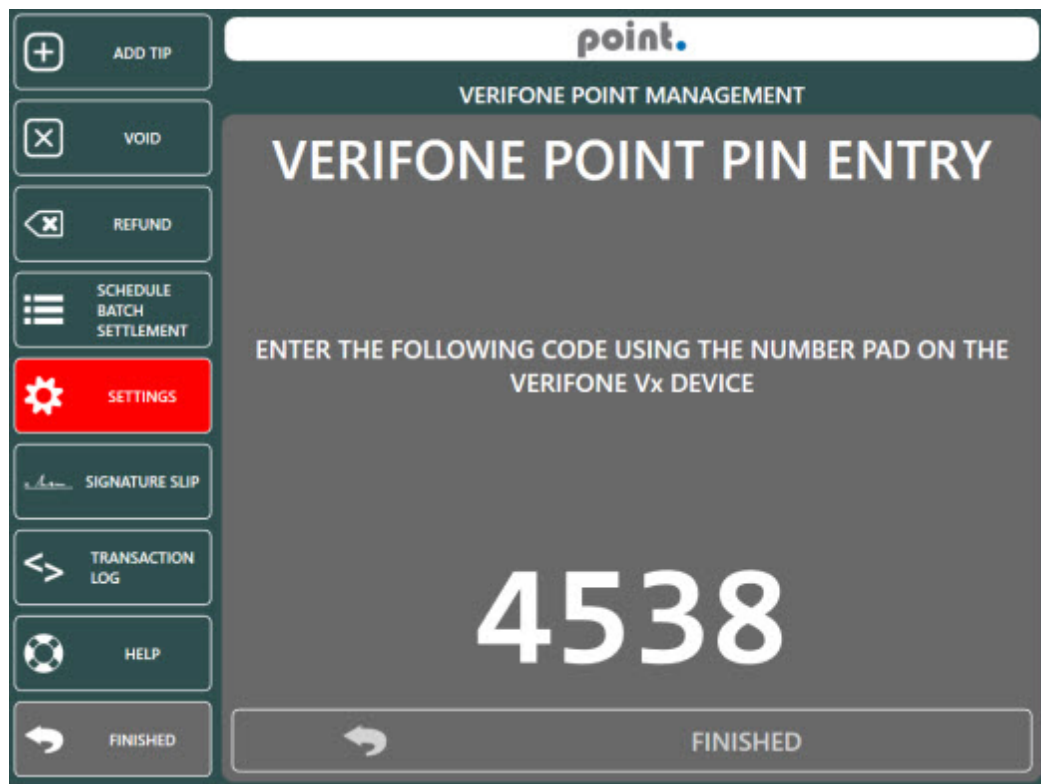 ADD TIP
VOID
REFUND
SCHEDULE
BATCH
SETTLEMENT
SETTINGS
SIGNATURE SLIP
TRANSACTION
LOG
HELP
FINISHED
point.
VERIFONE POINT MANAGEMENT
VERIFONE POINT PIN ENTRY
ENTER THE FOLLOWING CODE USING THE NUMBER PAD ON THE
VERIFONE Vx DEVICE
4538
FINISHED